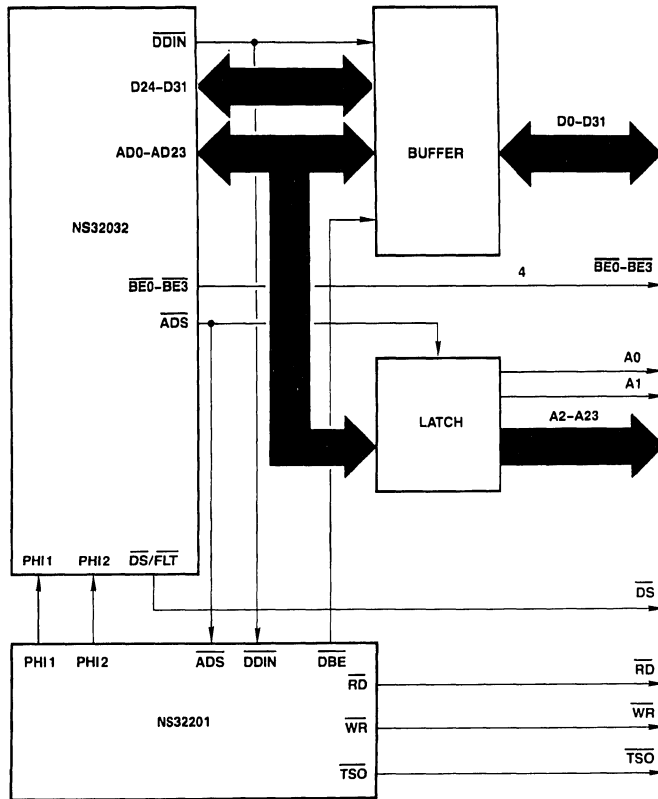 DDIN
D24-D31
D0-D31
AD0-AD23
BUFFER
NS32032
BE0-BE3
4
BE0-BE3
ADS
A0
A1
A2-A23
LATCH
PHI1 PHI2 DS/FLT
DS
PHI1 PHI2 ADS DDIN DBE
RD
RD
NS32201
WR
WR
TSO
TSO